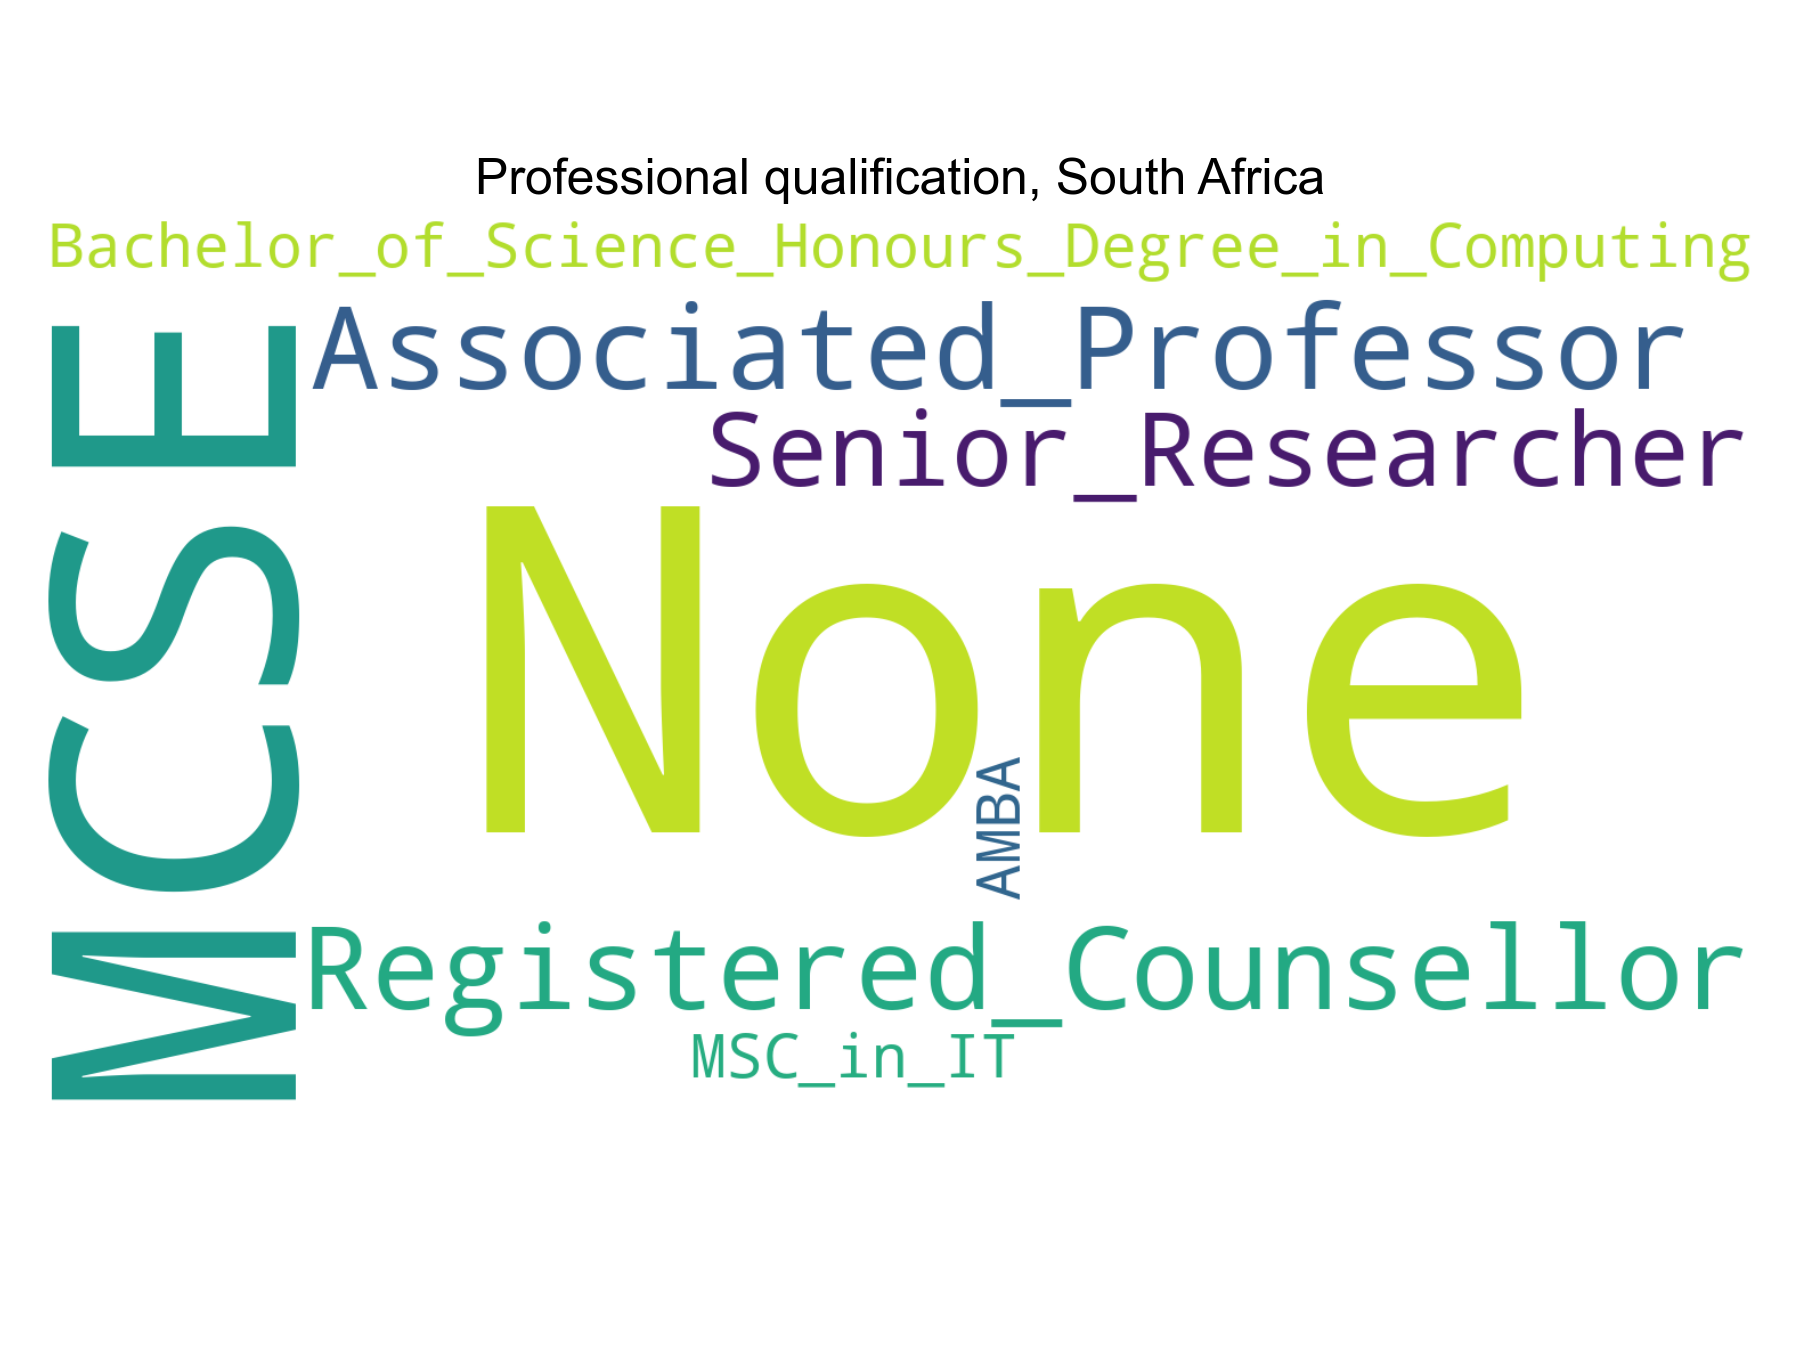 Professional qualification, South Africa
Bachelor_of_Science_Honours_Degree_in_Computing
MCSE
Associated_Professor
Senior_Researcher
None
AMBA
Registered_Counsellor
MSC_in_IT